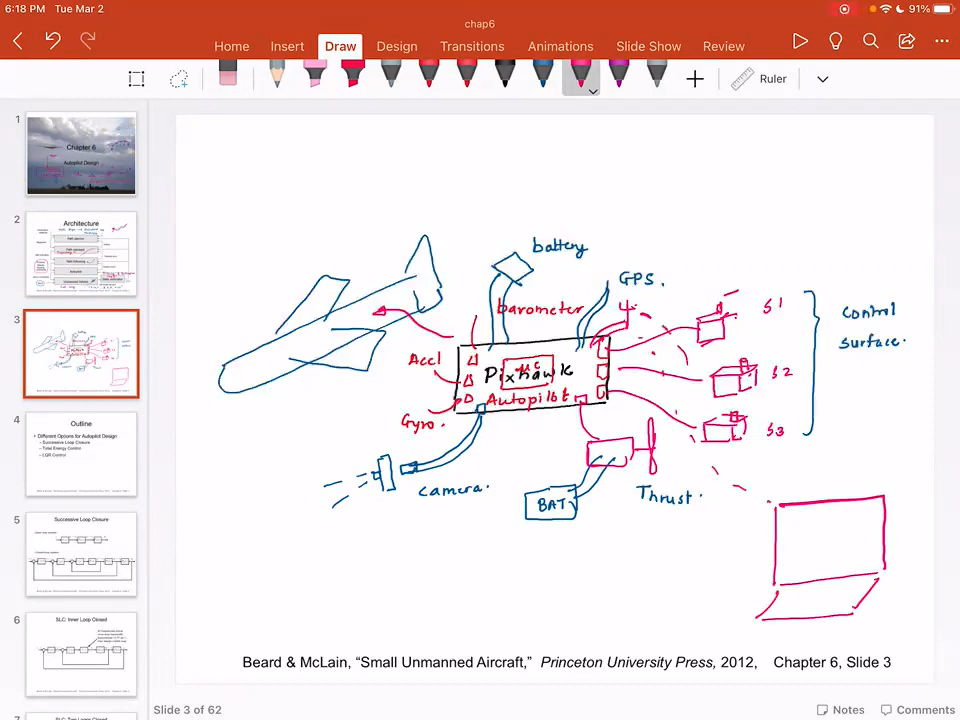 6:18 PM Tue Mar 2
91%
chap6
Home Insert Draw Design Transitions Animations Slide Show Review
Ruler
1
Chapter 6
Autopilot Design
2
Architecture
3
4
Outline
• Different Options for Autopilot Design
– Successive Loop Closure
– Total Energy Control
– LQR Control
5
Successive Loop Closure
6
SLC: Inner Loop Closed
battery
GPS.
barometer
S1
control
surface.
Accl
μc
Pixhawk
S2
Autopilot
Gyro.
S3
camera.
BAT
Thrust.
Beard & McLain, “Small Unmanned Aircraft,” Princeton University Press, 2012, Chapter 6, Slide 3
Slide 3 of 62
Notes
Comments